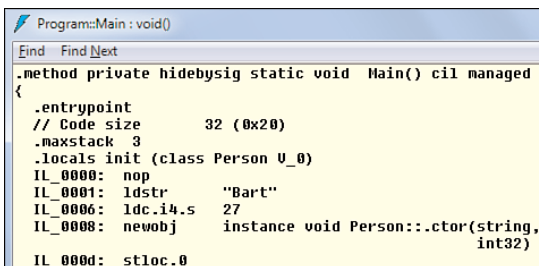 Program::Main : void()
Find Find Next
.method private hidebysig static void  Main() cil managed
{
  .entrypoint
  // Code size       32 (0x20)
  .maxstack  3
  .locals init (class Person V_0)
  IL_0000:  nop
  IL_0001:  ldstr      "Bart"
  IL_0006:  ldc.i4.s   27
  IL_0008:  newobj     instance void Person::.ctor(string,
                                                   int32)
  IL_000d:  stloc.0